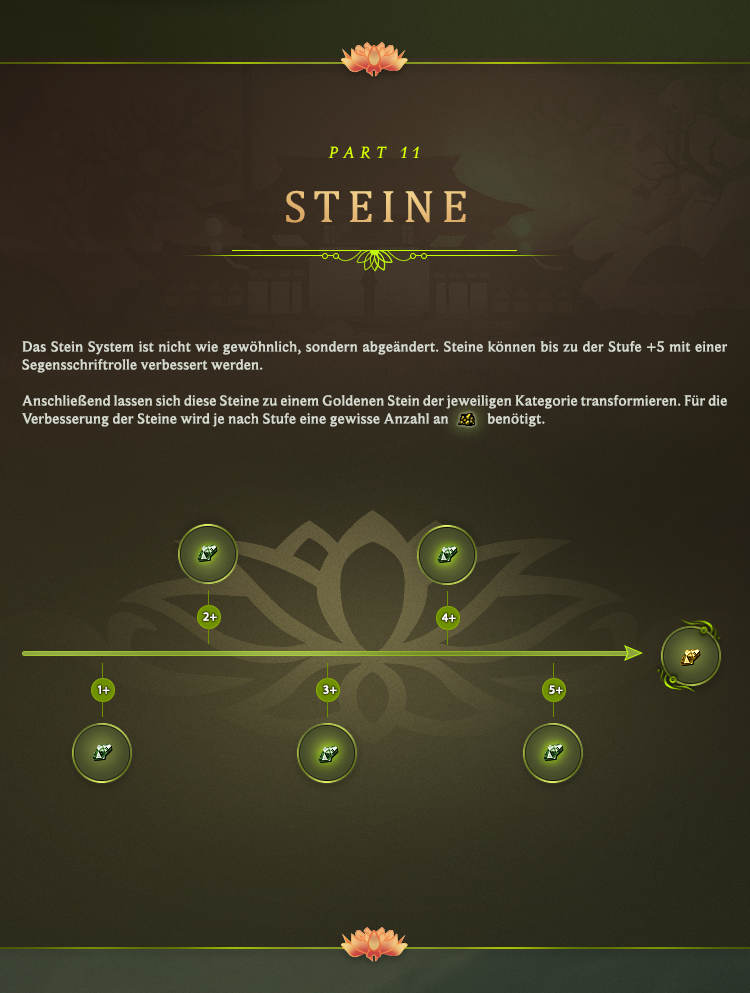 PART 11
STEINE
Das Stein System ist nicht wie gewöhnlich, sondern abgeändert. Steine können bis zu der Stufe +5 mit einer
Segensschriftrolle verbessert werden.
Anschließend lassen sich diese Steine zu einem Goldenen Stein der jeweiligen Kategorie transformieren. Für die
Verbesserung der Steine wird je nach Stufe eine gewisse Anzahl an benötigt.
2+
4+
1+
3+
5+